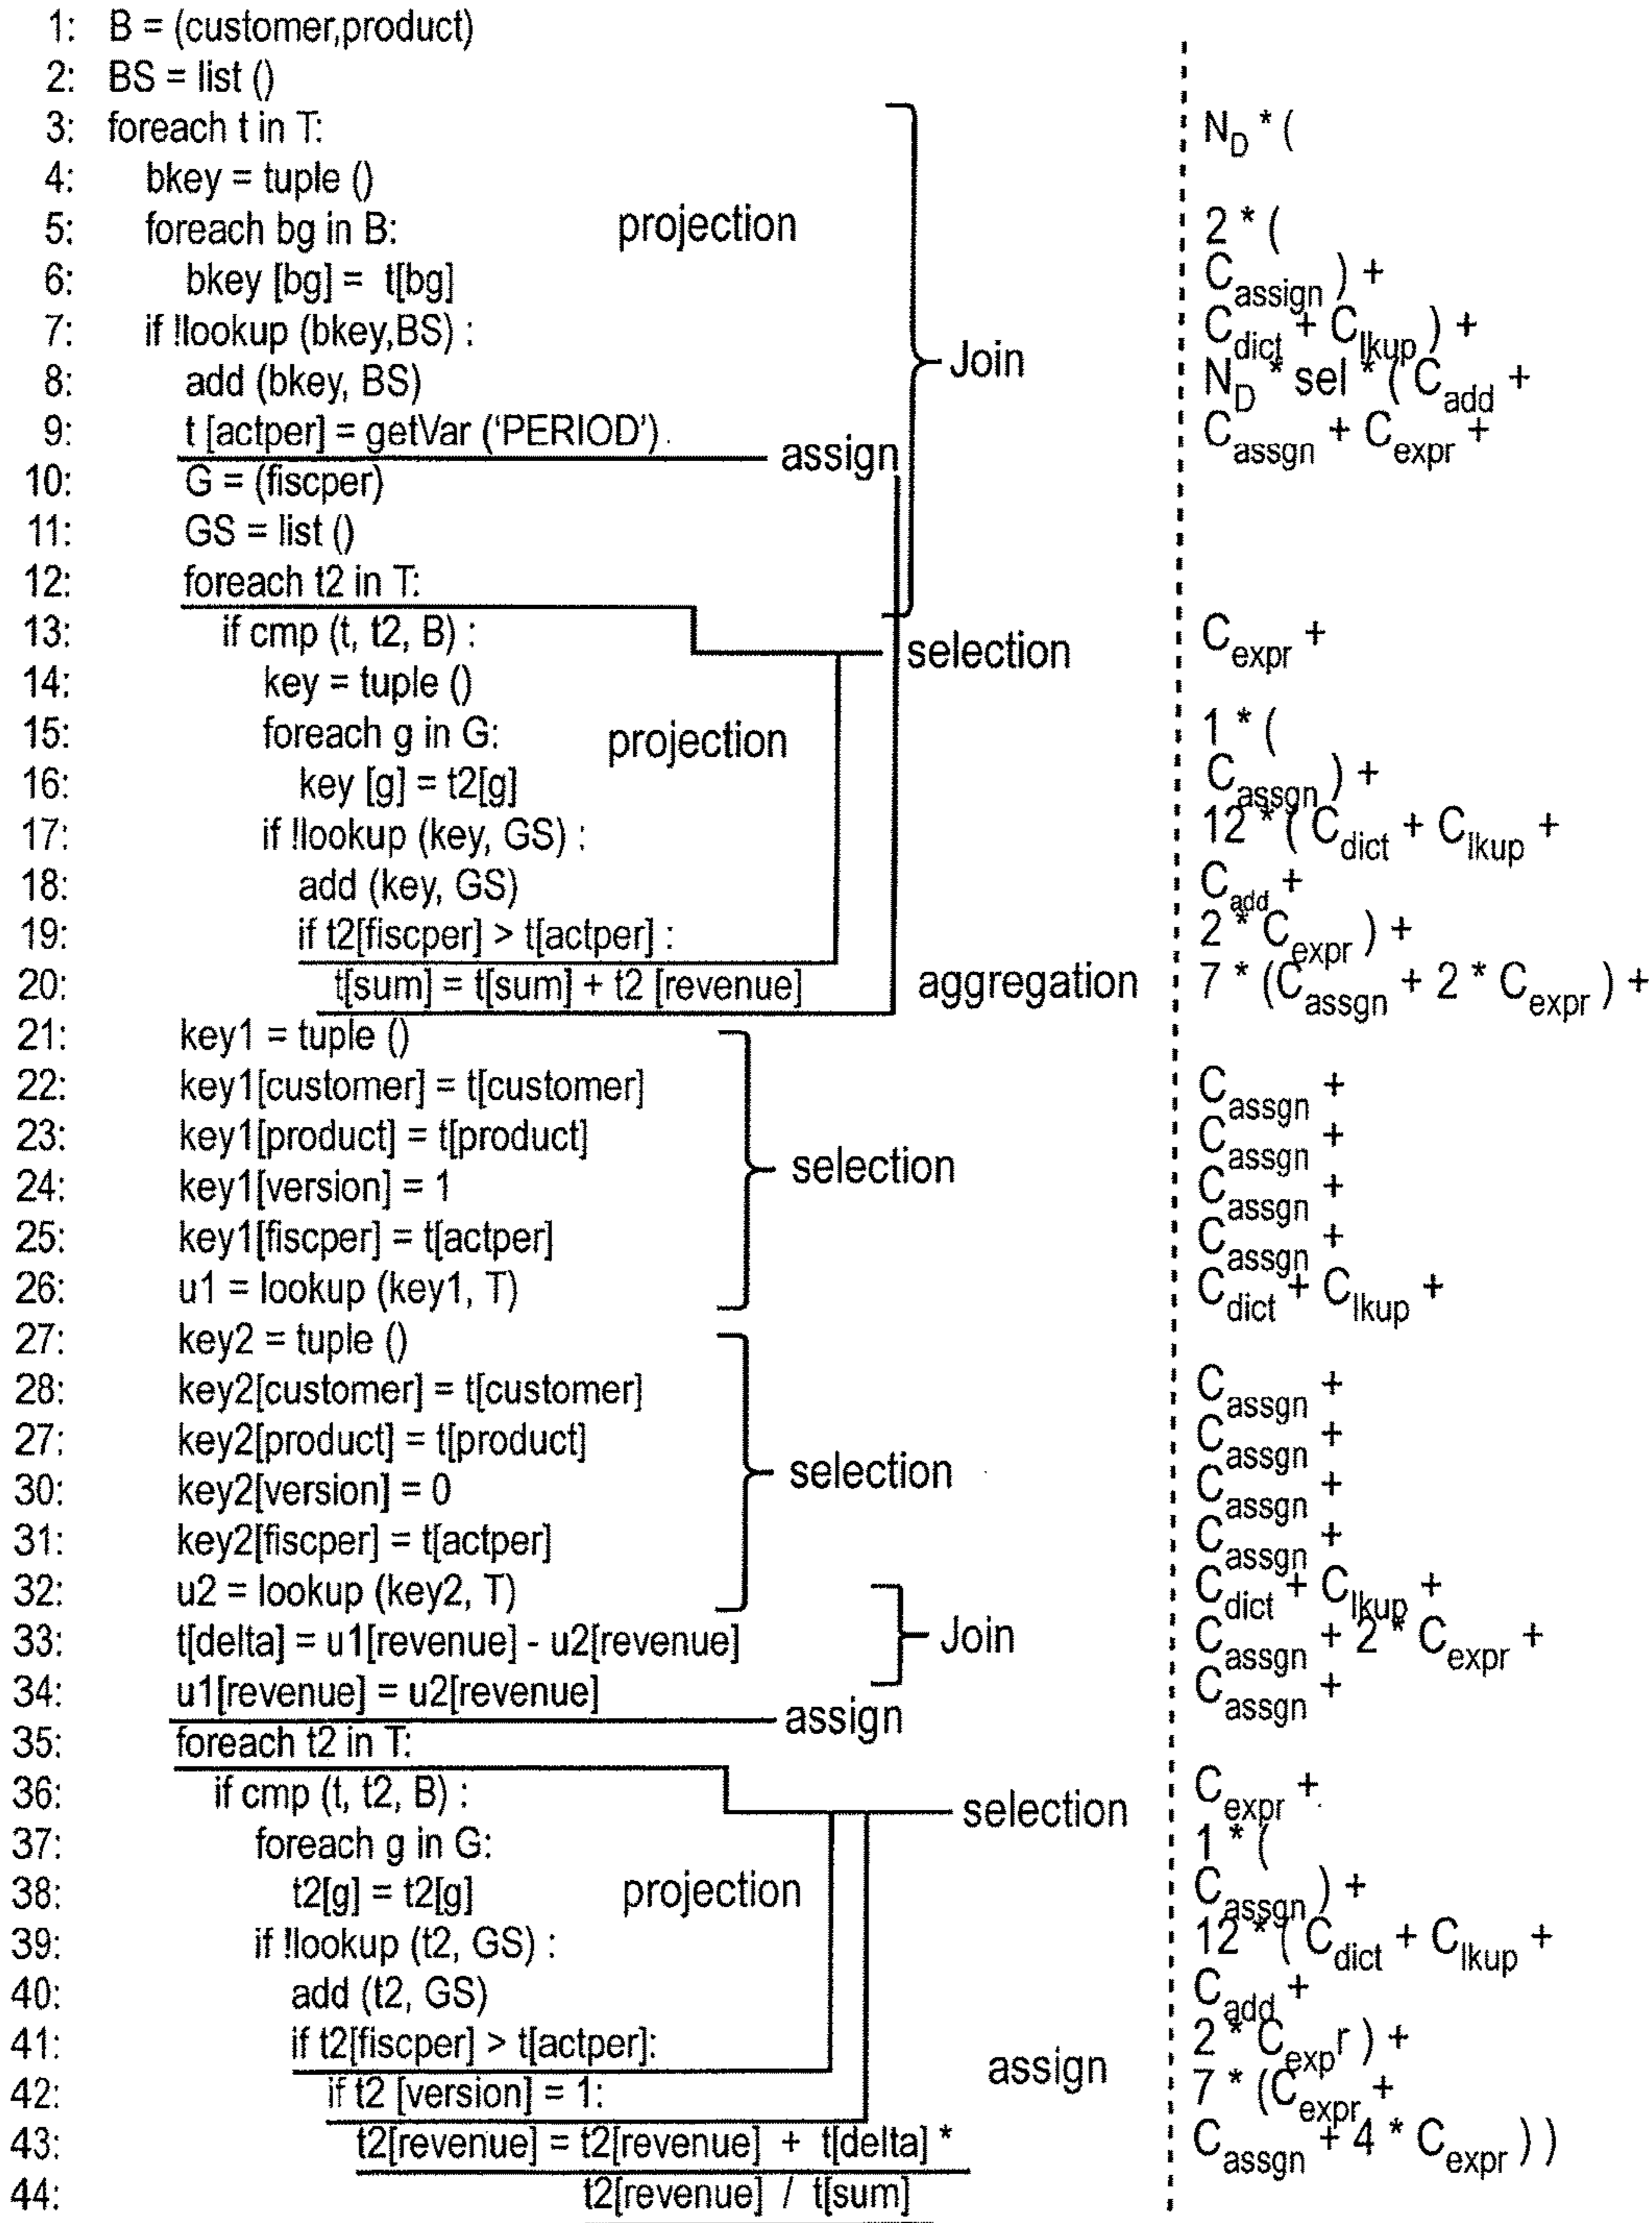 1: B = (customer,product)
2: BS = list ()
3: foreach t in T: N_D * (
4: bkey = tuple ()
5: foreach bg in B: projection 2 * (
6: bkey [bg] = t[bg] C_assign ) +
7: if !lookup (bkey,BS) : C_dict + C_lkup ) +
Join
8: add (bkey, BS) N_D * sel * ( C_add +
9: t [actper] = getVar ('PERIOD') C_assgn + C_expr +
assign
10: G = (fiscper)
11: GS = list ()
12: foreach t2 in T:
13: if cmp (t, t2, B) : selection C_expr +
14: key = tuple ()
15: foreach g in G: projection 1 * (
16: key [g] = t2[g] C_assgn ) +
17: if !lookup (key, GS) : 12 * ( C_dict + C_lkup +
18: add (key, GS) C_add +
19: if t2[fiscper] > t[actper] : 2 * C_expr ) +
20: t[sum] = t[sum] + t2 [revenue] aggregation 7 * (C_assgn + 2 * C_expr ) +
21: key1 = tuple ()
22: key1[customer] = t[customer] C_assgn +
23: key1[product] = t[product] C_assgn +
selection
24: key1[version] = 1 C_assgn +
25: key1[fiscper] = t[actper] C_assgn +
26: u1 = lookup (key1, T) C_dict + C_lkup +
27: key2 = tuple ()
28: key2[customer] = t[customer] C_assgn +
27: key2[product] = t[product] C_assgn +
selection
30: key2[version] = 0 C_assgn +
31: key2[fiscper] = t[actper] C_assgn +
32: u2 = lookup (key2, T) C_dict + C_lkup +
33: t[delta] = u1[revenue] - u2[revenue] Join C_assgn + 2 * C_expr +
34: u1[revenue] = u2[revenue] C_assgn +
assign
35: foreach t2 in T:
36: if cmp (t, t2, B) : selection C_expr +
37: foreach g in G: 1 * (
38: t2[g] = t2[g] projection C_assgn ) +
39: if !lookup (t2, GS) : 12 * ( C_dict + C_lkup +
40: add (t2, GS) C_add +
41: if t2[fiscper] > t[actper]: 2 * C_expr ) +
assign
42: if t2 [version] = 1: 7 * (C_expr +
43: t2[revenue] = t2[revenue] + t[delta] * C_assgn + 4 * C_expr ) )
44: t2[revenue] / t[sum]